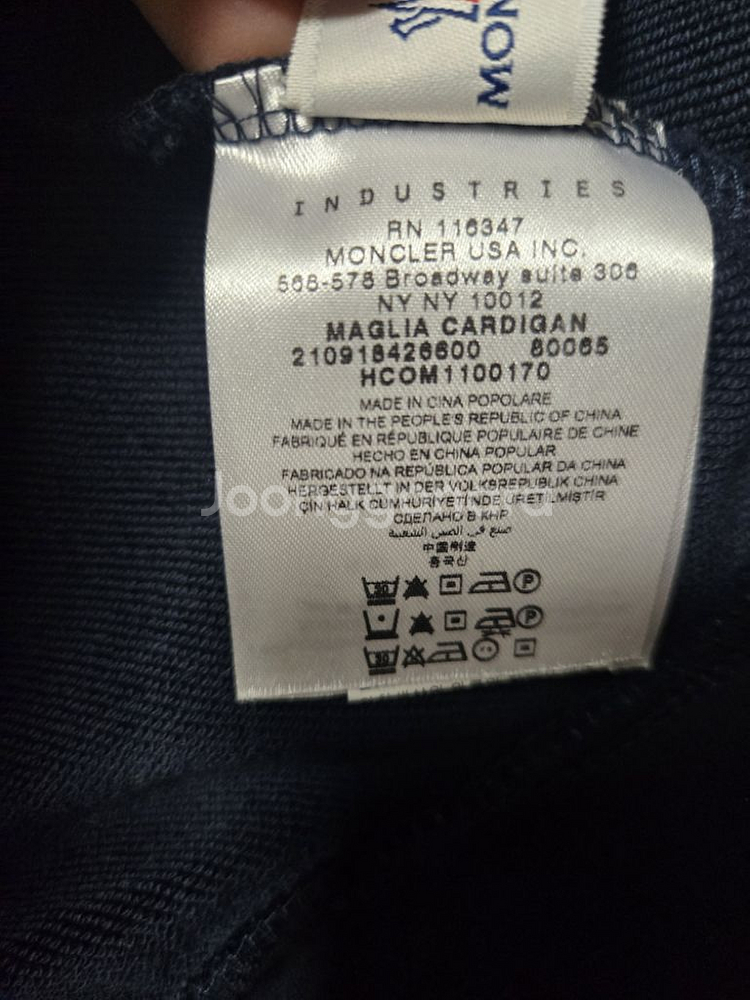 MON
INDUSTRIES
RN 116347
MONCLER USA INC.
568-578 Broadway suite 306
NY NY 10012
MAGLIA CARDIGAN
210918426600 80065
HCOM1100170
MADE IN CINA POPOLARE
MADE IN THE PEOPLE'S REPUBLIC OF CHINA
FABRIQUÉ EN RÉPUBLIQUE POPULAIRE DE CHINE
HECHO EN CHINA POPULAR
FABRICADO NA REPÚBLICA POPULAR DA CHINA
HERGESTELLT IN DER VOLKSREPUBLIK CHINA
ÇİN HALK CUMHURİYETİNDE ÜRETİLMİŞTİR
СДЕЛАНО В КНР
صنع في الصين الشعبية
中国制造
중국산
30 P
P
30